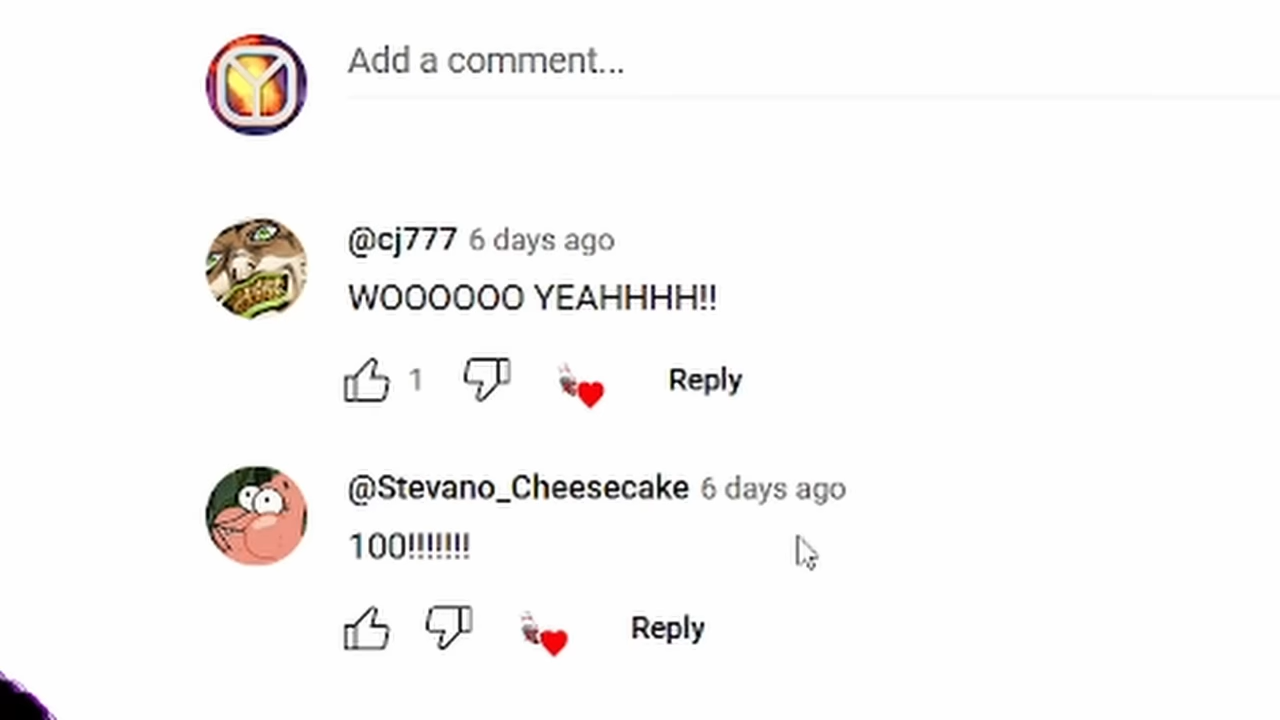 Add a comment...
@cj777 6 days ago
WOOOOOO YEAHHHH!!
1 Reply
@Stevano_Cheesecake 6 days ago
100!!!!!!!
Reply